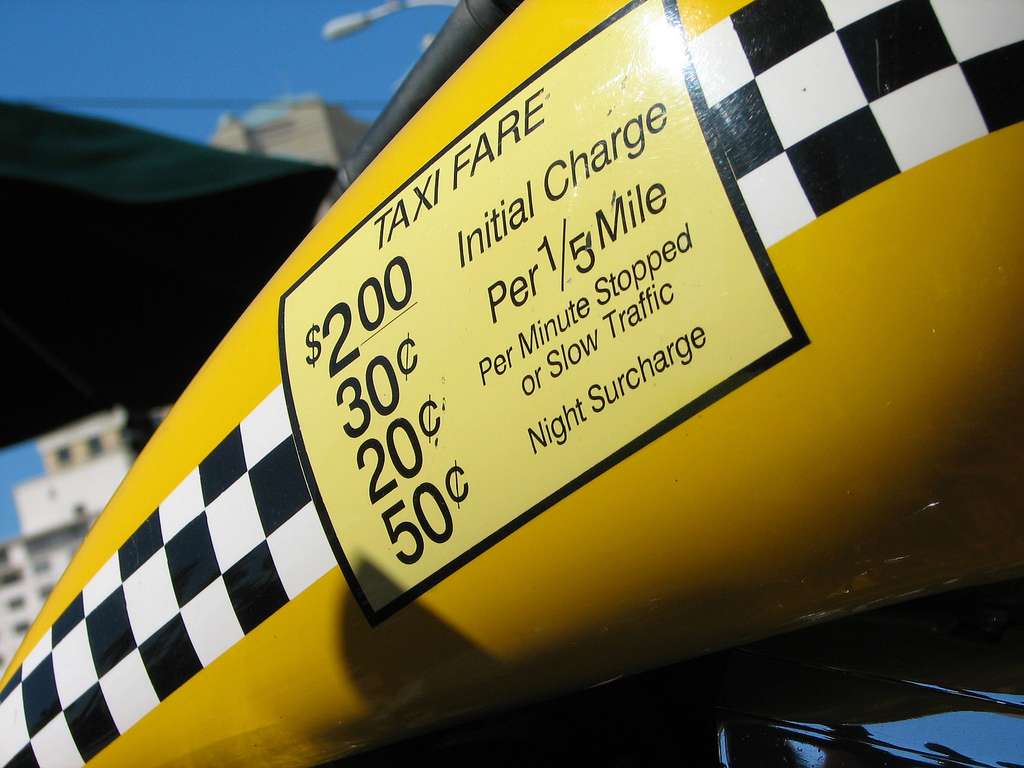 TAXI FARE
$2.00 Initial Charge
30¢ Per 1/5 Mile
20¢ Per Minute Stopped
or Slow Traffic
50¢ Night Surcharge